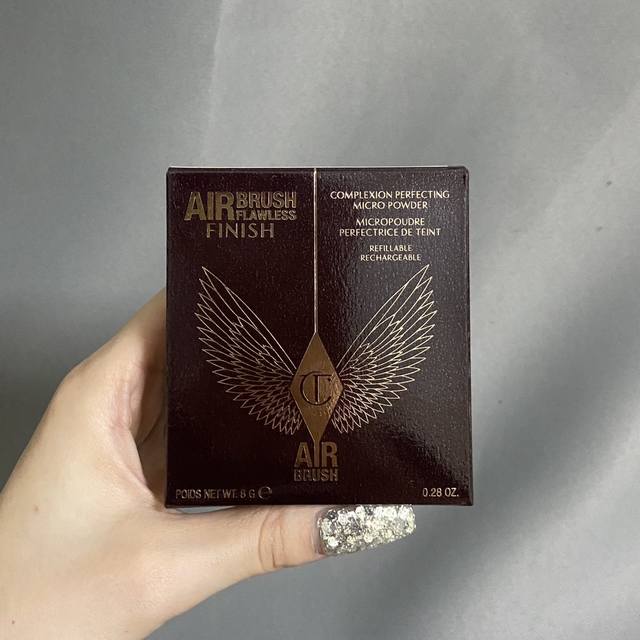 AIRBRUSH
FLAWLESS
FINISH
COMPLEXION PERFECTING
MICRO POWDER
MICROPOUDRE
PERFECTRICE DE TEINT
REFILLABLE
RECHARGEABLE
CT
AIR
BRUSH
POIDS NET WT. 8 G ℮
0.28 OZ.